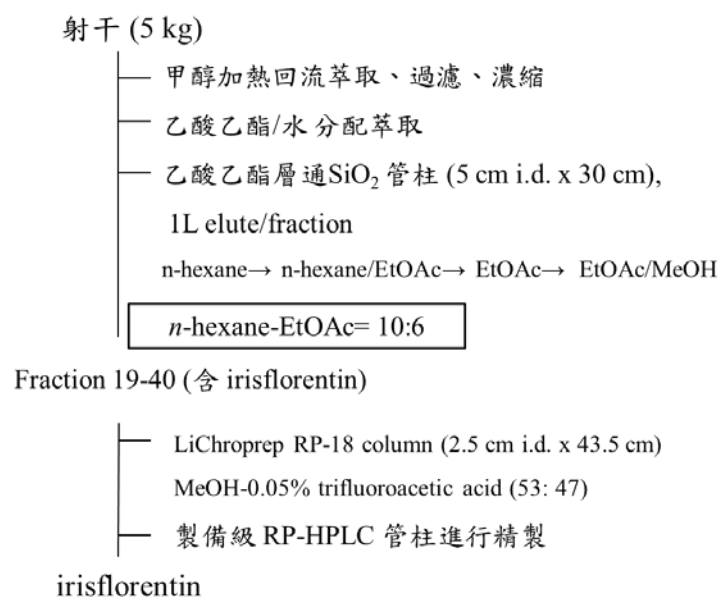 射干 (5 kg)
甲醇加熱回流萃取、過濾、濃縮
乙酸乙酯/水 分配萃取
乙酸乙酯層通SiO₂ 管柱 (5 cm i.d. x 30 cm),
1L elute/fraction
n-hexane→ n-hexane/EtOAc→ EtOAc→ EtOAc/MeOH
n-hexane-EtOAc= 10:6
Fraction 19-40 (含 irisflorentin)
LiChroprep RP-18 column (2.5 cm i.d. x 43.5 cm)
MeOH-0.05% trifluoroacetic acid (53: 47)
製備級 RP-HPLC 管柱進行精製
irisflorentin